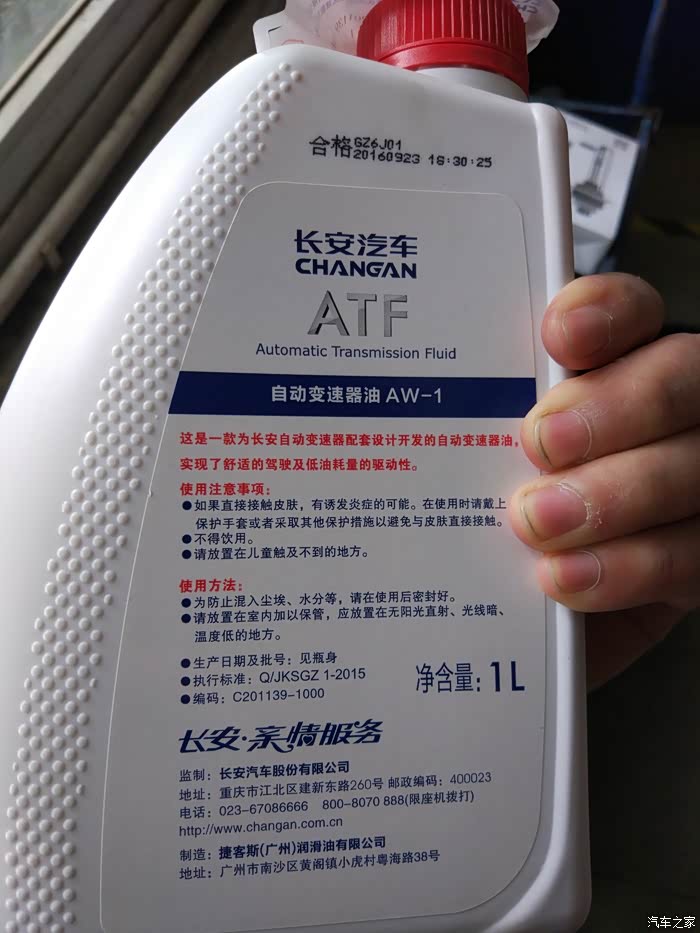 合格GZ6J01
20160923 16:30:25
长安汽车
CHANGAN
ATF
Automatic Transmission Fluid
自动变速器油 AW-1
这是一款为长安自动变速器配套设计开发的自动变速器油,
实现了舒适的驾驶及低油耗量的驱动性。
使用注意事项:
●如果直接接触皮肤,有诱发炎症的可能。在使用时请戴上
保护手套或者采取其他保护措施以避免与皮肤直接接触。
●不得饮用。
●请放置在儿童触及不到的地方。
使用方法:
●为防止混入尘埃、水分等,请在使用后密封好。
●请放置在室内加以保管,应放置在无阳光直射、光线暗、
温度低的地方。
●生产日期及批号:见瓶身
●执行标准:Q/JKSGZ 1-2015
●编码:C201139-1000
净含量:1L
长安·亲情服务
监制:长安汽车股份有限公司
地址:重庆市江北区建新东路260号 邮政编码:400023
电话:023-67086666 800-8070 888(限座机拨打)
http://www.changan.com.cn
制造:捷客斯(广州)润滑油有限公司
地址:广州市南沙区黄阁镇小虎村粤海路38号
汽车之家